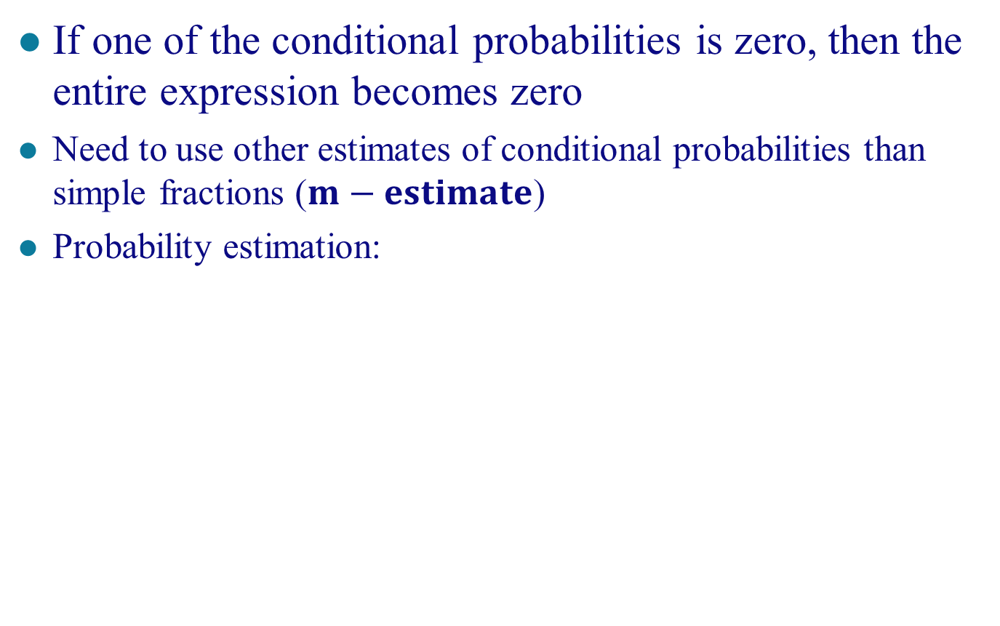 ● If one of the conditional probabilities is zero, then the
entire expression becomes zero
● Need to use other estimates of conditional probabilities than
simple fractions (m − estimate)
● Probability estimation: